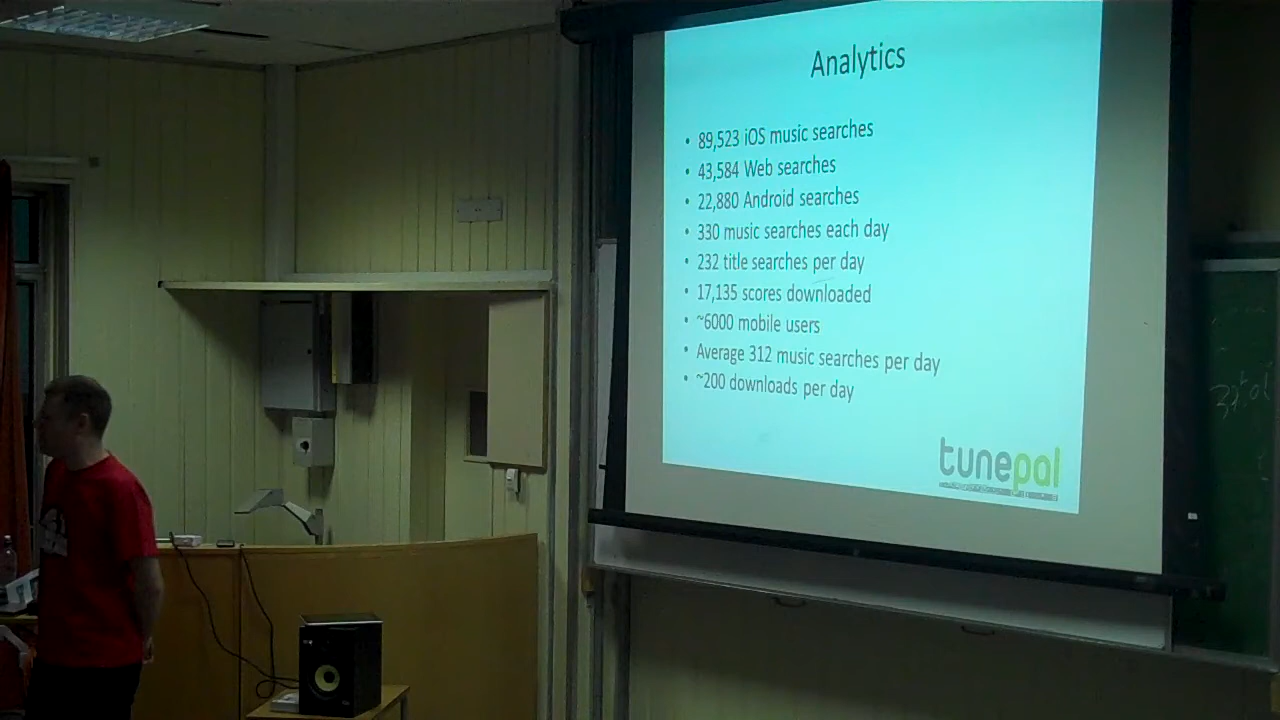 Analytics
• 89,523 iOS music searches
• 43,584 Web searches
• 22,880 Android searches
• 330 music searches each day
• 232 title searches per day
• 17,135 scores downloaded
• ~6000 mobile users
• Average 312 music searches per day
• ~200 downloads per day
tunepal